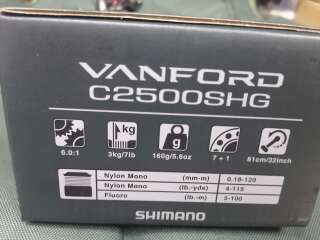 VANFORD
C2500SHG
kg
g
6.0:1 3kg/7lb 160g/5.6oz 7 + 1 81cm/32inch
Nylon Mono (mm-m) 0.16-120
Nylon Mono (lb.-yds) 4-115
Fluoro (lb.-m) 5-100
SHIMANO